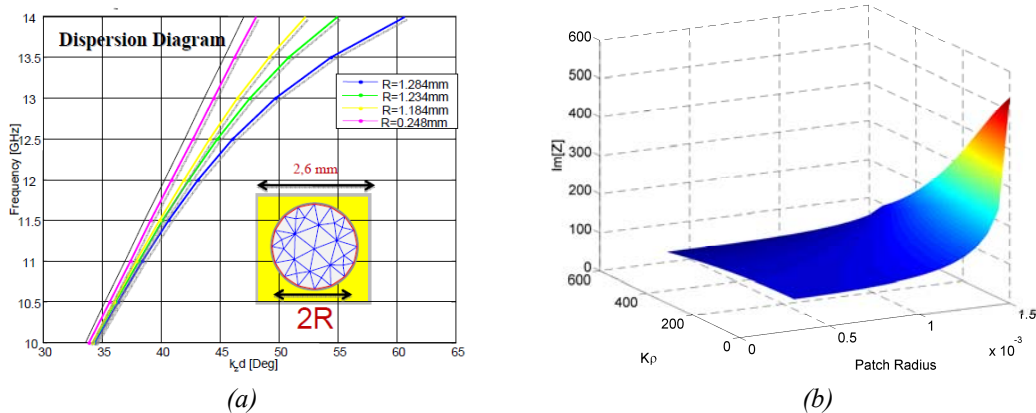 Dispersion Diagram
Frequency [GHz]
14
13.5
13
12.5
12
11.5
11
10.5
10
30
35
40
45
50
55
60
65
k_z d [Deg]
R=1.284mm
R=1.234mm
R=1.184mm
R=0.248mm
2,6 mm
2R
(a)
Im[Z]
600
500
400
300
200
100
0
600
400
200
0
Kρ
0
0.5
1
1.5
x 10⁻³
Patch Radius
(b)